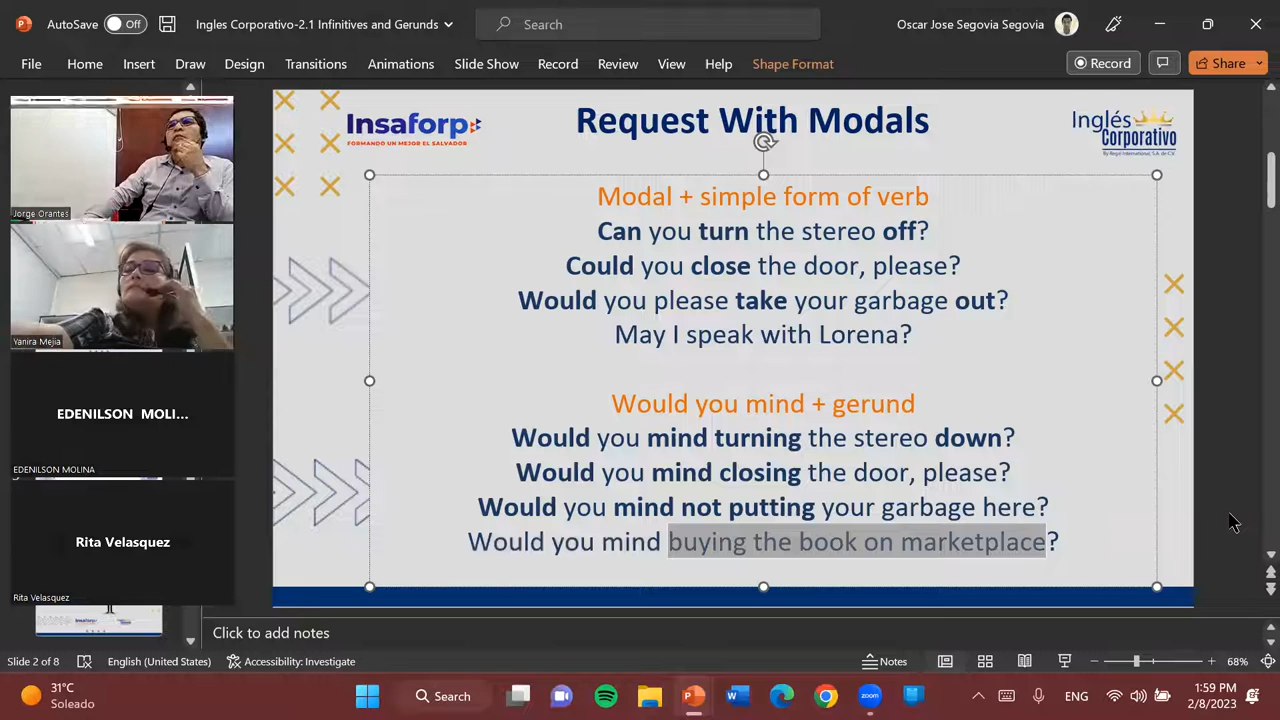 AutoSave
Off
Ingles Corporativo-2.1 Infinitives and Gerunds
Search
Oscar Jose Segovia Segovia
File
Home
Insert
Draw
Design
Transitions
Animations
Slide Show
Record
Review
View
Help
Shape Format
Record
Share
Jorge Orantes
Yanira Mejia
EDENILSON MOLI...
EDENILSON MOLINA
Rita Velasquez
Rita Velasquez
Insaforp
FORMANDO UN MEJOR EL SALVADOR
Request With Modals
Inglés
Corporativo
By Regal International, S.A. de C.V.
Modal + simple form of verb
Can you turn the stereo off?
Could you close the door, please?
Would you please take your garbage out?
May I speak with Lorena?
Would you mind + gerund
Would you mind turning the stereo down?
Would you mind closing the door, please?
Would you mind not putting your garbage here?
Would you mind buying the book on marketplace?
Click to add notes
Slide 2 of 8
English (United States)
Accessibility: Investigate
Notes
68%
31°C
Soleado
Search
zoom
ENG
1:59 PM
2/8/2023